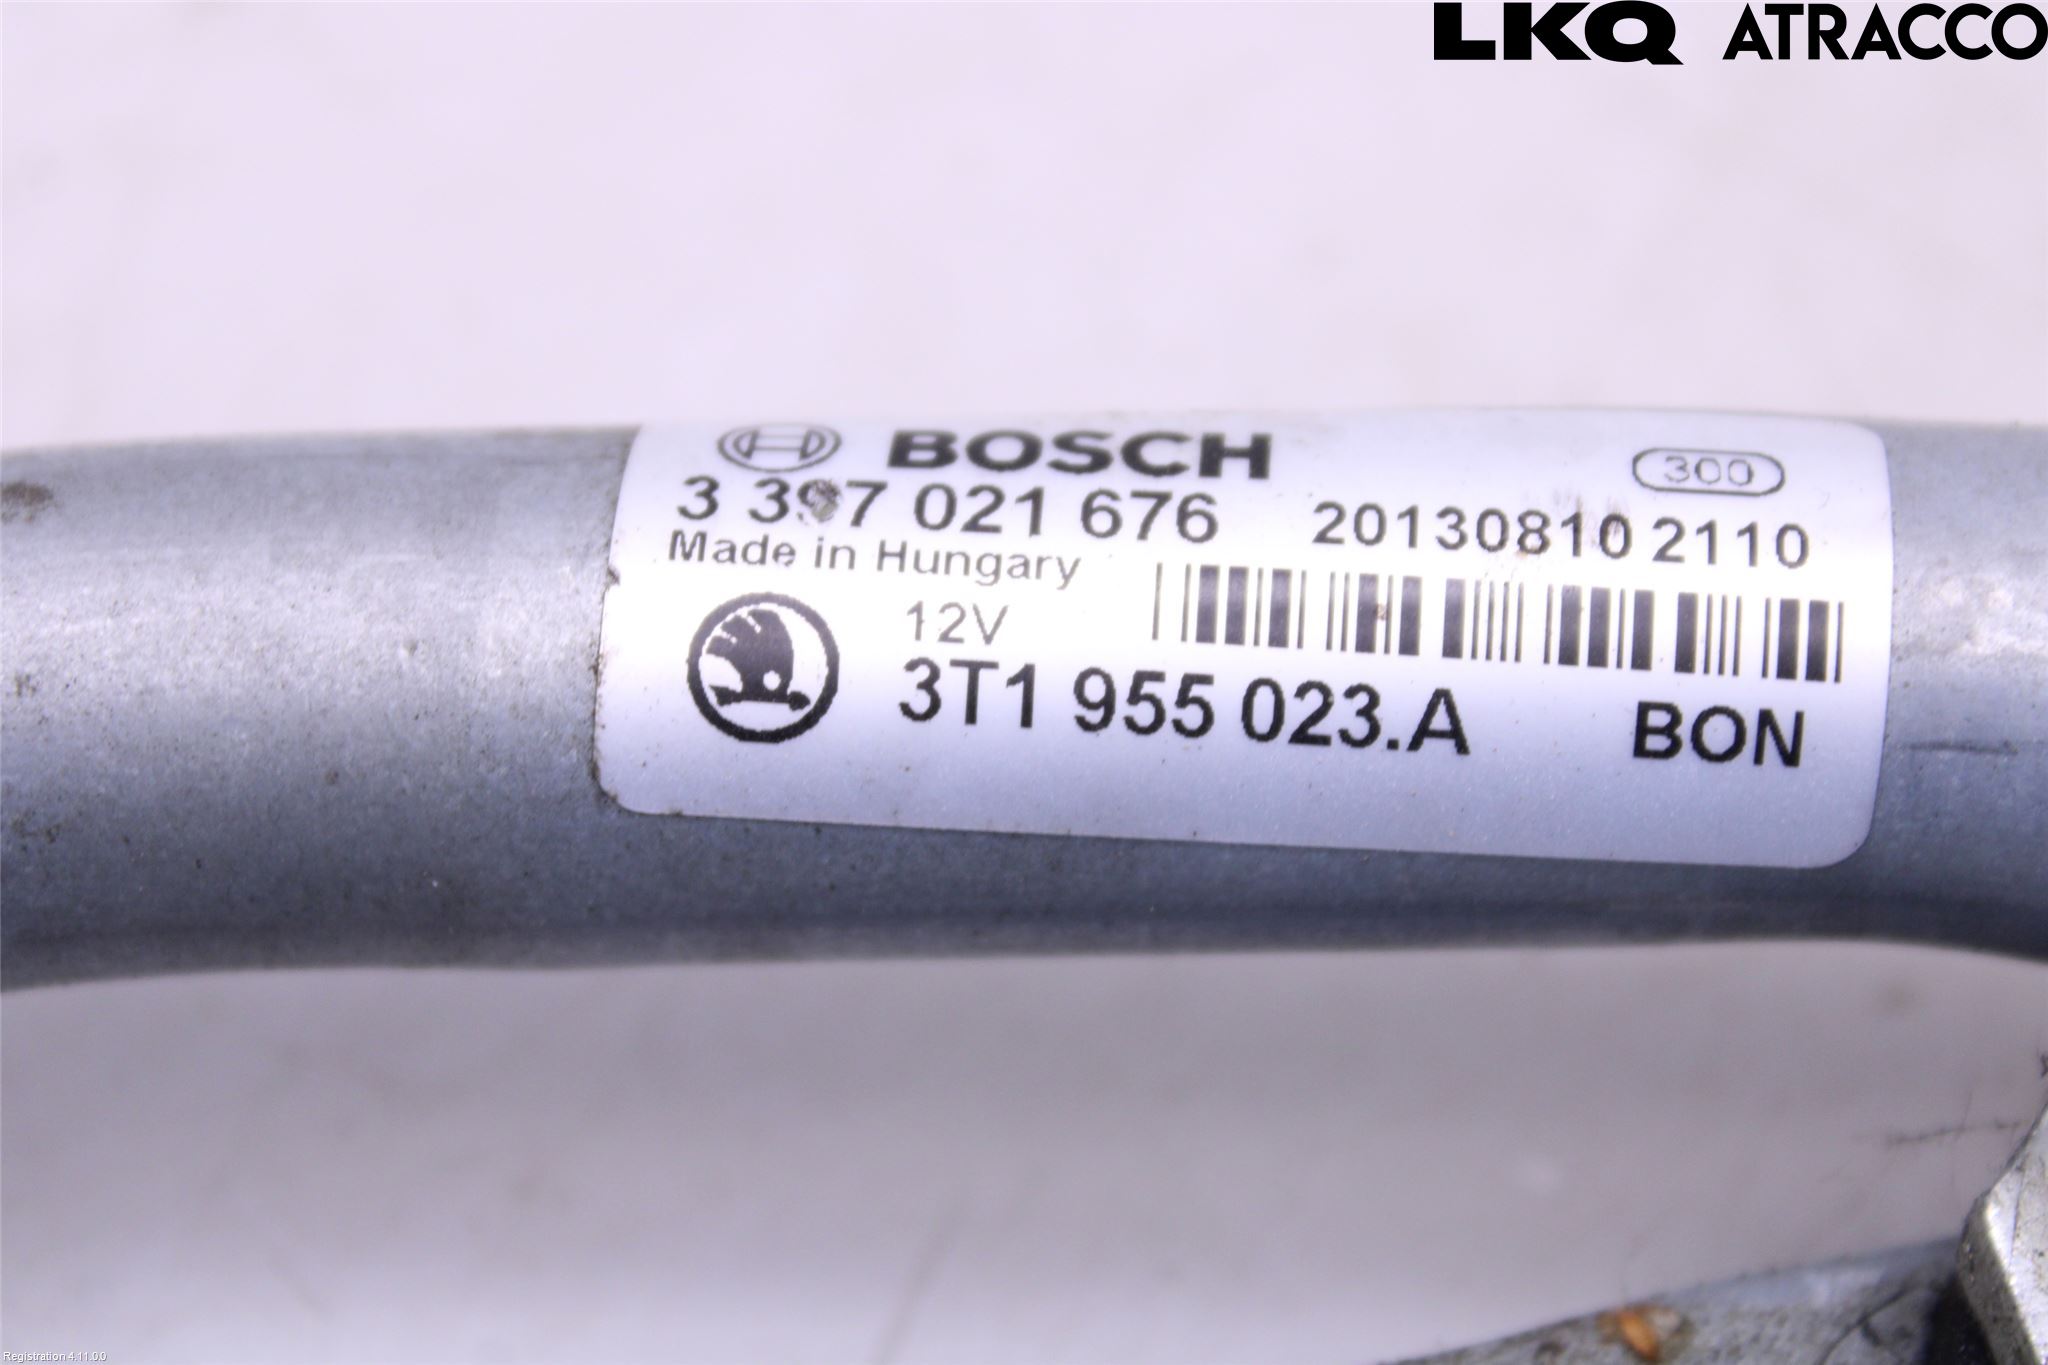 LKQ ATRACCO
BOSCH 300
3 397 021 676 20130810 2110
Made in Hungary
12V
3T1 955 023.A BON
Registration 4.11.0.0